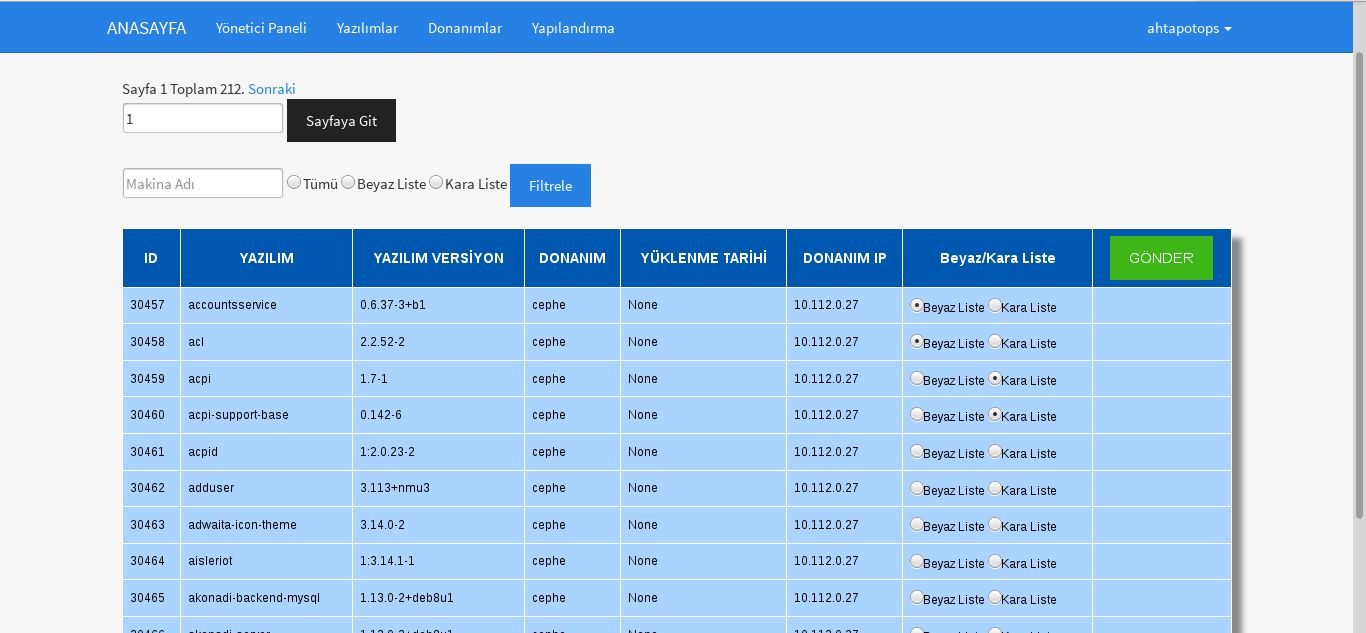 ANASAYFA Yönetici Paneli Yazılımlar Donanımlar Yapılandırma ahtapotops
Sayfa 1 Toplam 212. Sonraki
1 Sayfaya Git
Makina Adı Tümü Beyaz Liste Kara Liste Filtrele
ID YAZILIM YAZILIM VERSİYON DONANIM YÜKLENME TARİHİ DONANIM IP Beyaz/Kara Liste GÖNDER
30457 accountsservice 0.6.37-3+b1 cephe None 10.112.0.27 Beyaz Liste Kara Liste
30458 acl 2.2.52-2 cephe None 10.112.0.27 Beyaz Liste Kara Liste
30459 acpi 1.7-1 cephe None 10.112.0.27 Beyaz Liste Kara Liste
30460 acpi-support-base 0.142-6 cephe None 10.112.0.27 Beyaz Liste Kara Liste
30461 acpid 1:2.0.23-2 cephe None 10.112.0.27 Beyaz Liste Kara Liste
30462 adduser 3.113+nmu3 cephe None 10.112.0.27 Beyaz Liste Kara Liste
30463 adwaita-icon-theme 3.14.0-2 cephe None 10.112.0.27 Beyaz Liste Kara Liste
30464 aisleriot 1:3.14.1-1 cephe None 10.112.0.27 Beyaz Liste Kara Liste
30465 akonadi-backend-mysql 1.13.0-2+deb8u1 cephe None 10.112.0.27 Beyaz Liste Kara Liste